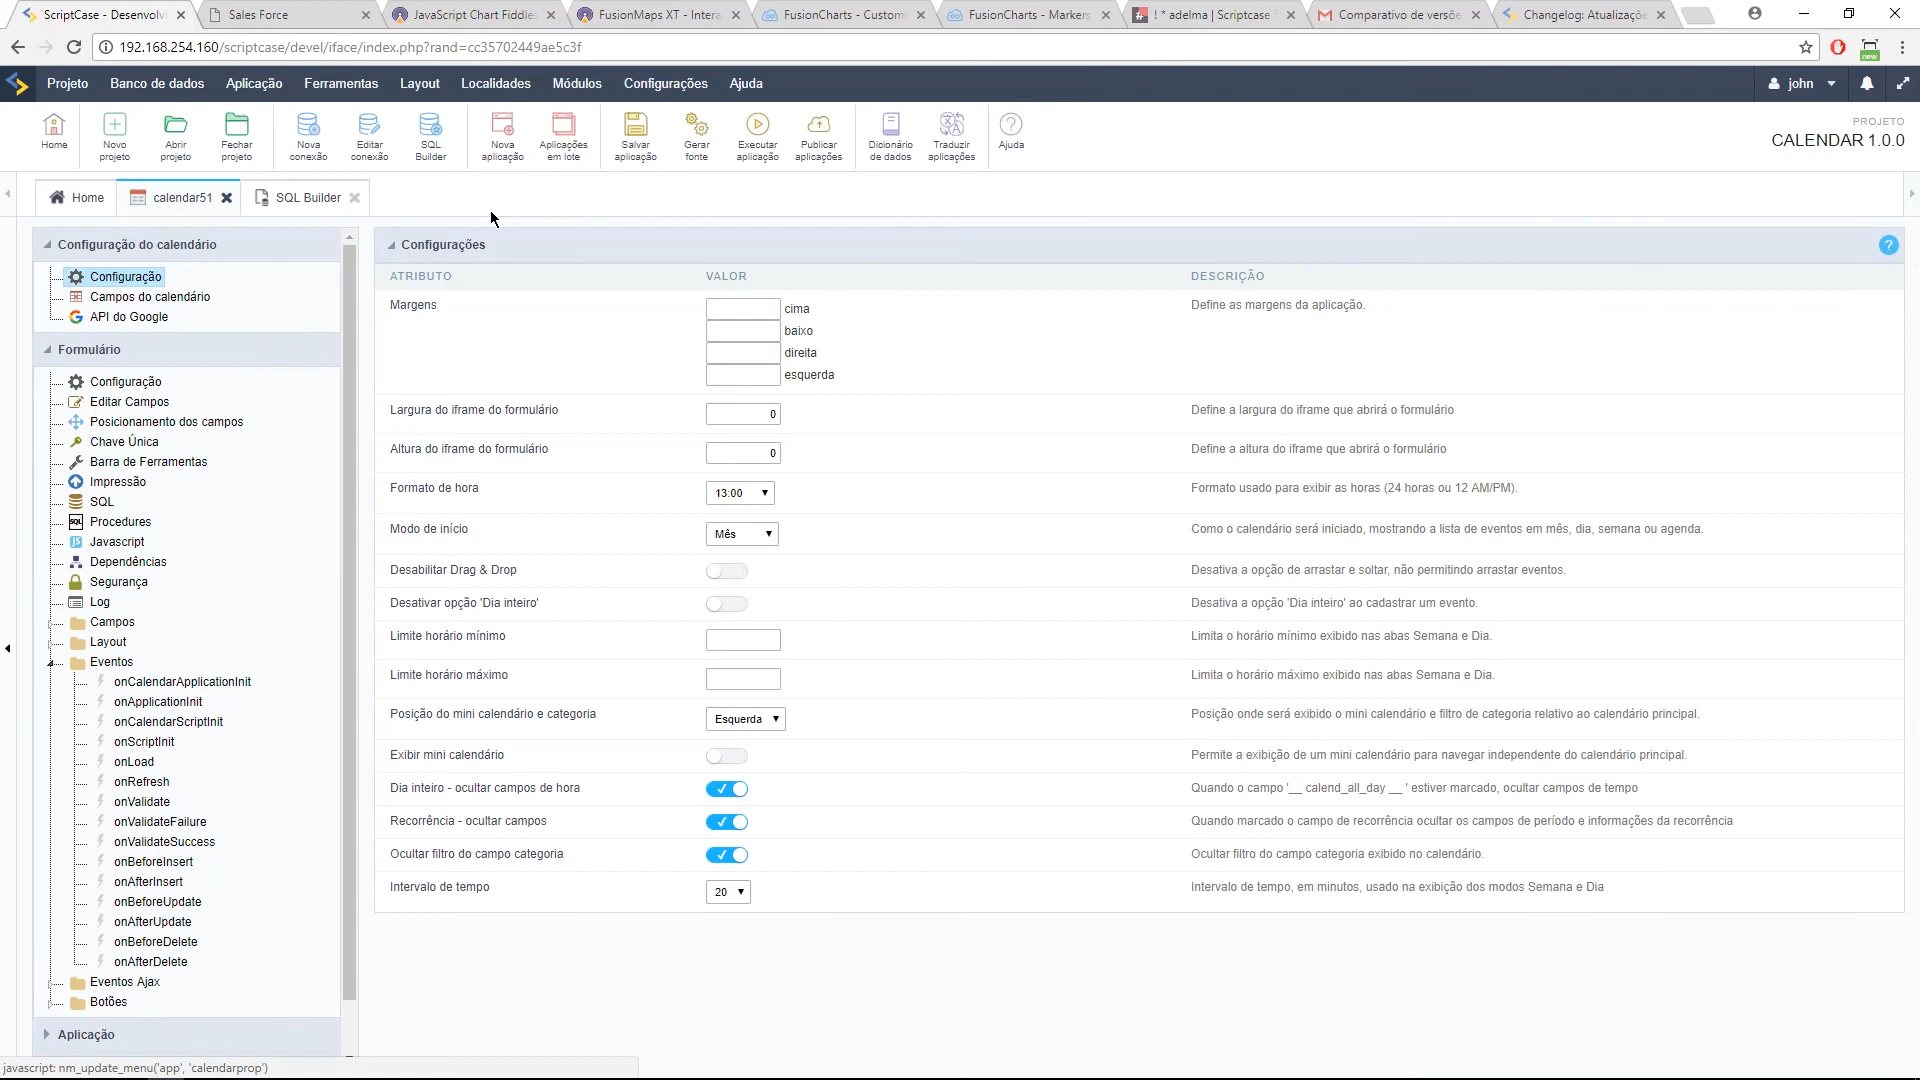 ScriptCase - Desenvolvi
Sales Force
JavaScript Chart Fiddles
FusionMaps XT - Intera
FusionCharts - Custom
FusionCharts - Markers
! * adelma | Scriptcase
Comparativo de versõe
Changelog: Atualizaçõe
192.168.254.160/scriptcase/devel/iface/index.php?rand=cc35702449ae5c3f
new
Projeto Banco de dados Aplicação Ferramentas Layout Localidades Módulos Configurações Ajuda john
Home
Novo projeto
Abrir projeto
Fechar projeto
Nova conexão
Editar conexão
SQL Builder
Nova aplicação
Aplicações em lote
Salvar aplicação
Gerar fonte
Executar aplicação
Publicar aplicações
Dicionário de dados
Traduzir aplicações
Ajuda
PROJETO
CALENDAR 1.0.0
Home calendar51 SQL Builder
Configuração do calendário
Configuração
Campos do calendário
API do Google
Formulário
Configuração
Editar Campos
Posicionamento dos campos
Chave Única
Barra de Ferramentas
Impressão
SQL
Procedures
Javascript
Dependências
Segurança
Log
Campos
Layout
Eventos
onCalendarApplicationInit
onApplicationInit
onCalendarScriptInit
onScriptInit
onLoad
onRefresh
onValidate
onValidateFailure
onValidateSuccess
onBeforeInsert
onAfterInsert
onBeforeUpdate
onAfterUpdate
onBeforeDelete
onAfterDelete
Eventos Ajax
Botões
Aplicação
Configurações ?
ATRIBUTO VALOR DESCRIÇÃO
Margens cima Define as margens da aplicação.
baixo
direita
esquerda
Largura do iframe do formulário 0 Define a largura do iframe que abrirá o formulário
Altura do iframe do formulário 0 Define a altura do iframe que abrirá o formulário
Formato de hora 13:00 Formato usado para exibir as horas (24 horas ou 12 AM/PM).
Modo de início Mês Como o calendário será iniciado, mostrando a lista de eventos em mês, dia, semana ou agenda.
Desabilitar Drag & Drop Desativa a opção de arrastar e soltar, não permitindo arrastar eventos.
Desativar opção 'Dia inteiro' Desativa a opção 'Dia inteiro' ao cadastrar um evento.
Limite horário mínimo Limita o horário mínimo exibido nas abas Semana e Dia.
Limite horário máximo Limita o horário máximo exibido nas abas Semana e Dia.
Posição do mini calendário e categoria Esquerda Posição onde será exibido o mini calendário e filtro de categoria relativo ao calendário principal.
Exibir mini calendário Permite a exibição de um mini calendário para navegar independente do calendário principal.
Dia inteiro - ocultar campos de hora Quando o campo '__ calend_all_day __ ' estiver marcado, ocultar campos de tempo
Recorrência - ocultar campos Quando marcado o campo de recorrência ocultar os campos de período e informações da recorrência
Ocultar filtro do campo categoria Ocultar filtro do campo categoria exibido no calendário.
Intervalo de tempo 20 Intervalo de tempo, em minutos, usado na exibição dos modos Semana e Dia
javascript: nm_update_menu('app', 'calendarprop')